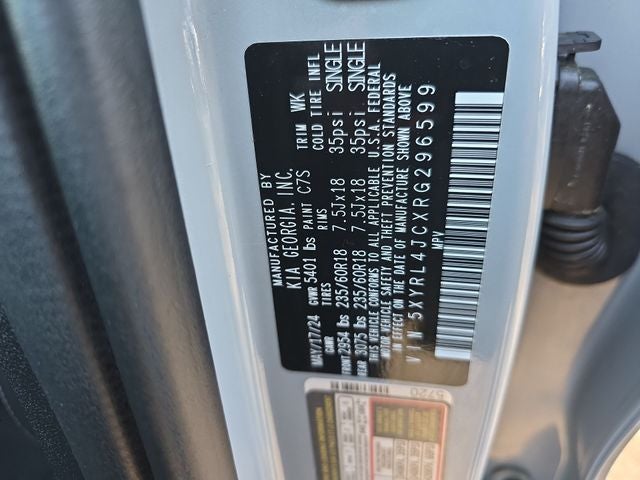 MANUFACTURED BY
KIA GEORGIA, INC.
MAY/17/24 GVWR 5401 lbs PAINT C7S TRIM WK
GAWR TIRES RIMS COLD TIRE INFL
FRONT 2954 lbs 235/60R18 7.5Jx18 35psi SINGLE
REAR 3075 lbs 235/60R18 7.5Jx18 35psi SINGLE
THIS VEHICLE CONFORMS TO ALL APPLICABLE U.S.A. FEDERAL
MOTOR VEHICLE SAFETY AND THEFT PREVENTION STANDARDS
IN EFFECT ON THE DATE OF MANUFACTURE SHOWN ABOVE
VIN 5XYRL4JCXRG296599
MPV
5720